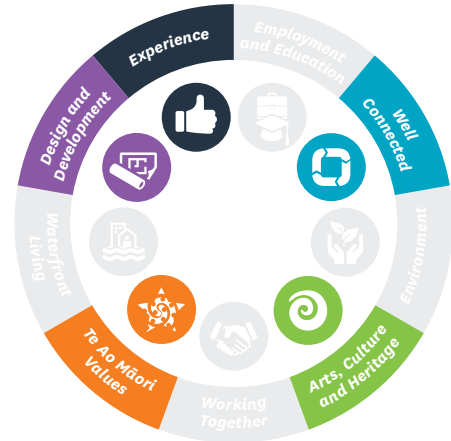 Experience
Employment
and Education
Well
Connected
Environment
Arts, Culture
and Heritage
Working
Together
Te Ao Māori
Values
Waterfront
Living
Design and
Development